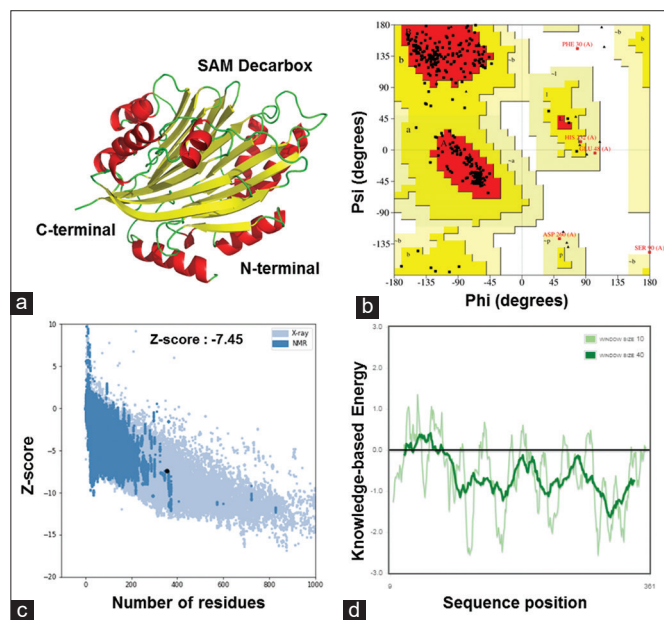 SAM Decarbox
C-terminal
N-terminal
a
Psi (degrees)
180
135
90
45
0
-45
-90
-135
-180
-180 -135 -90 -45 0 45 90 135 180
Phi (degrees)
PHE 30 (A)
ASP 260 (A)
SER 90 (A)
b
~b
b
~l
l
a
A
~a
~p
p
~b
b
b
Z-score : -7.45
X-ray
NMR
Z-score
10
5
0
−5
−10
−15
−20
0 200 400 600 800 1000
Number of residues
c
Knowledge-based Energy
WINDOW SIZE 10
WINDOW SIZE 40
3.0
2.0
1.0
0.0
-1.0
-2.0
-3.0
9 361
Sequence position
d